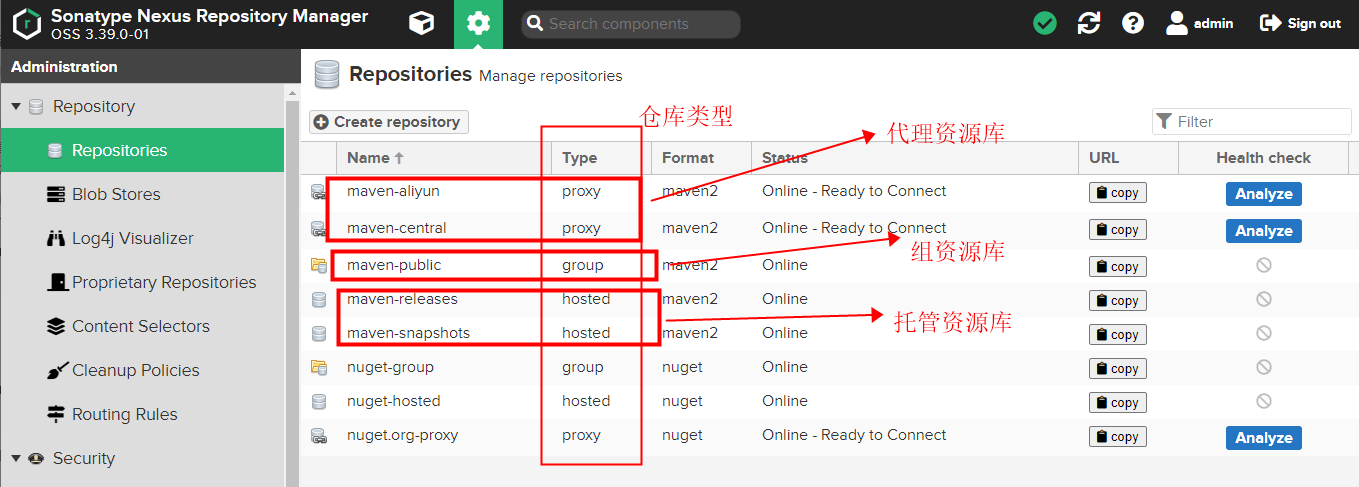 Sonatype Nexus Repository Manager
OSS 3.39.0-01
Search components
admin
Sign out
Administration
Repository
Repositories
Blob Stores
Log4j Visualizer
Proprietary Repositories
Content Selectors
Cleanup Policies
Routing Rules
Security
Repositories Manage repositories
Create repository
仓库类型
代理资源库
Filter
Name Type Format Status URL Health check
maven-aliyun proxy maven2 Online - Ready to Connect copy Analyze
maven-central proxy maven2 Online - Ready to Connect copy Analyze
组资源库
maven-public group maven2 Online copy
maven-releases hosted maven2 Online copy
托管资源库
maven-snapshots hosted maven2 Online copy
nuget-group group nuget Online copy
nuget-hosted hosted nuget Online copy
nuget.org-proxy proxy nuget Online - Ready to Connect copy Analyze